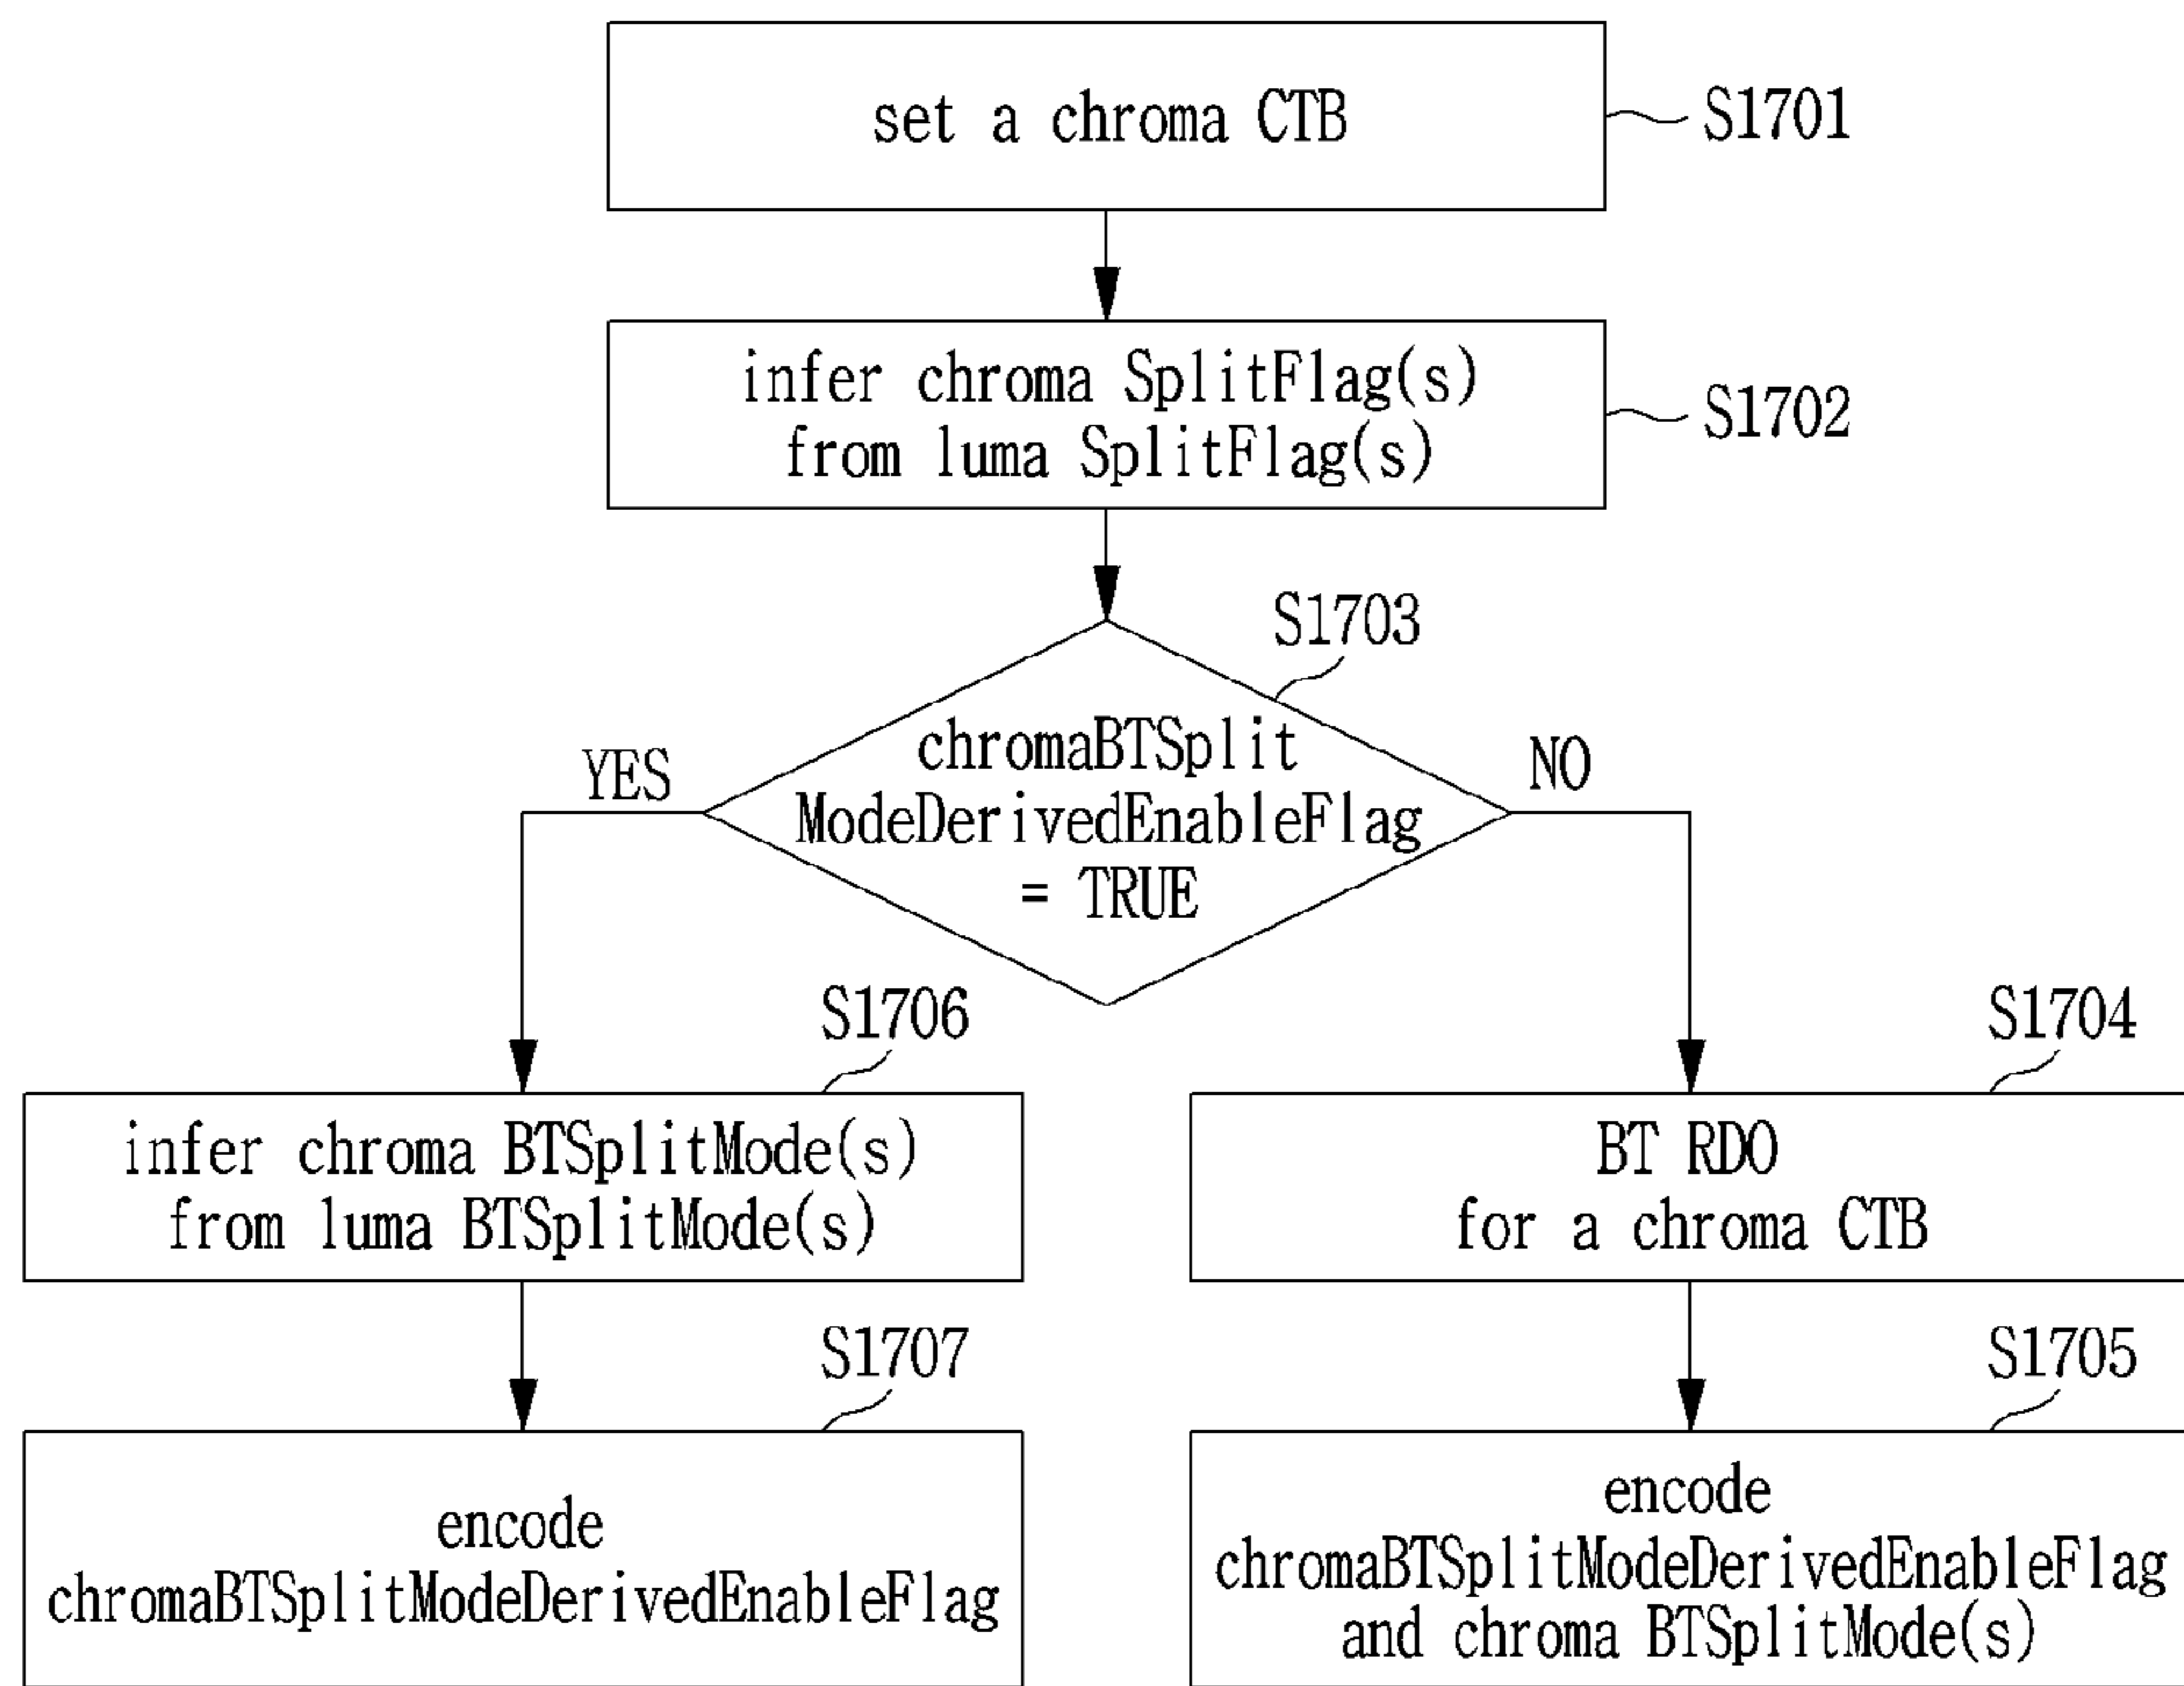 set a chroma CTB
S1701
infer chroma SplitFlag(s)
from luma SplitFlag(s)
S1702
S1703
chromaBTSplit
ModeDerivedEnableFlag
= TRUE
YES
NO
S1706
infer chroma BTSplitMode(s)
from luma BTSplitMode(s)
S1704
BT RDO
for a chroma CTB
S1707
encode
chromaBTSplitModeDerivedEnableFlag
S1705
encode
chromaBTSplitModeDerivedEnableFlag
and chroma BTSplitMode(s)